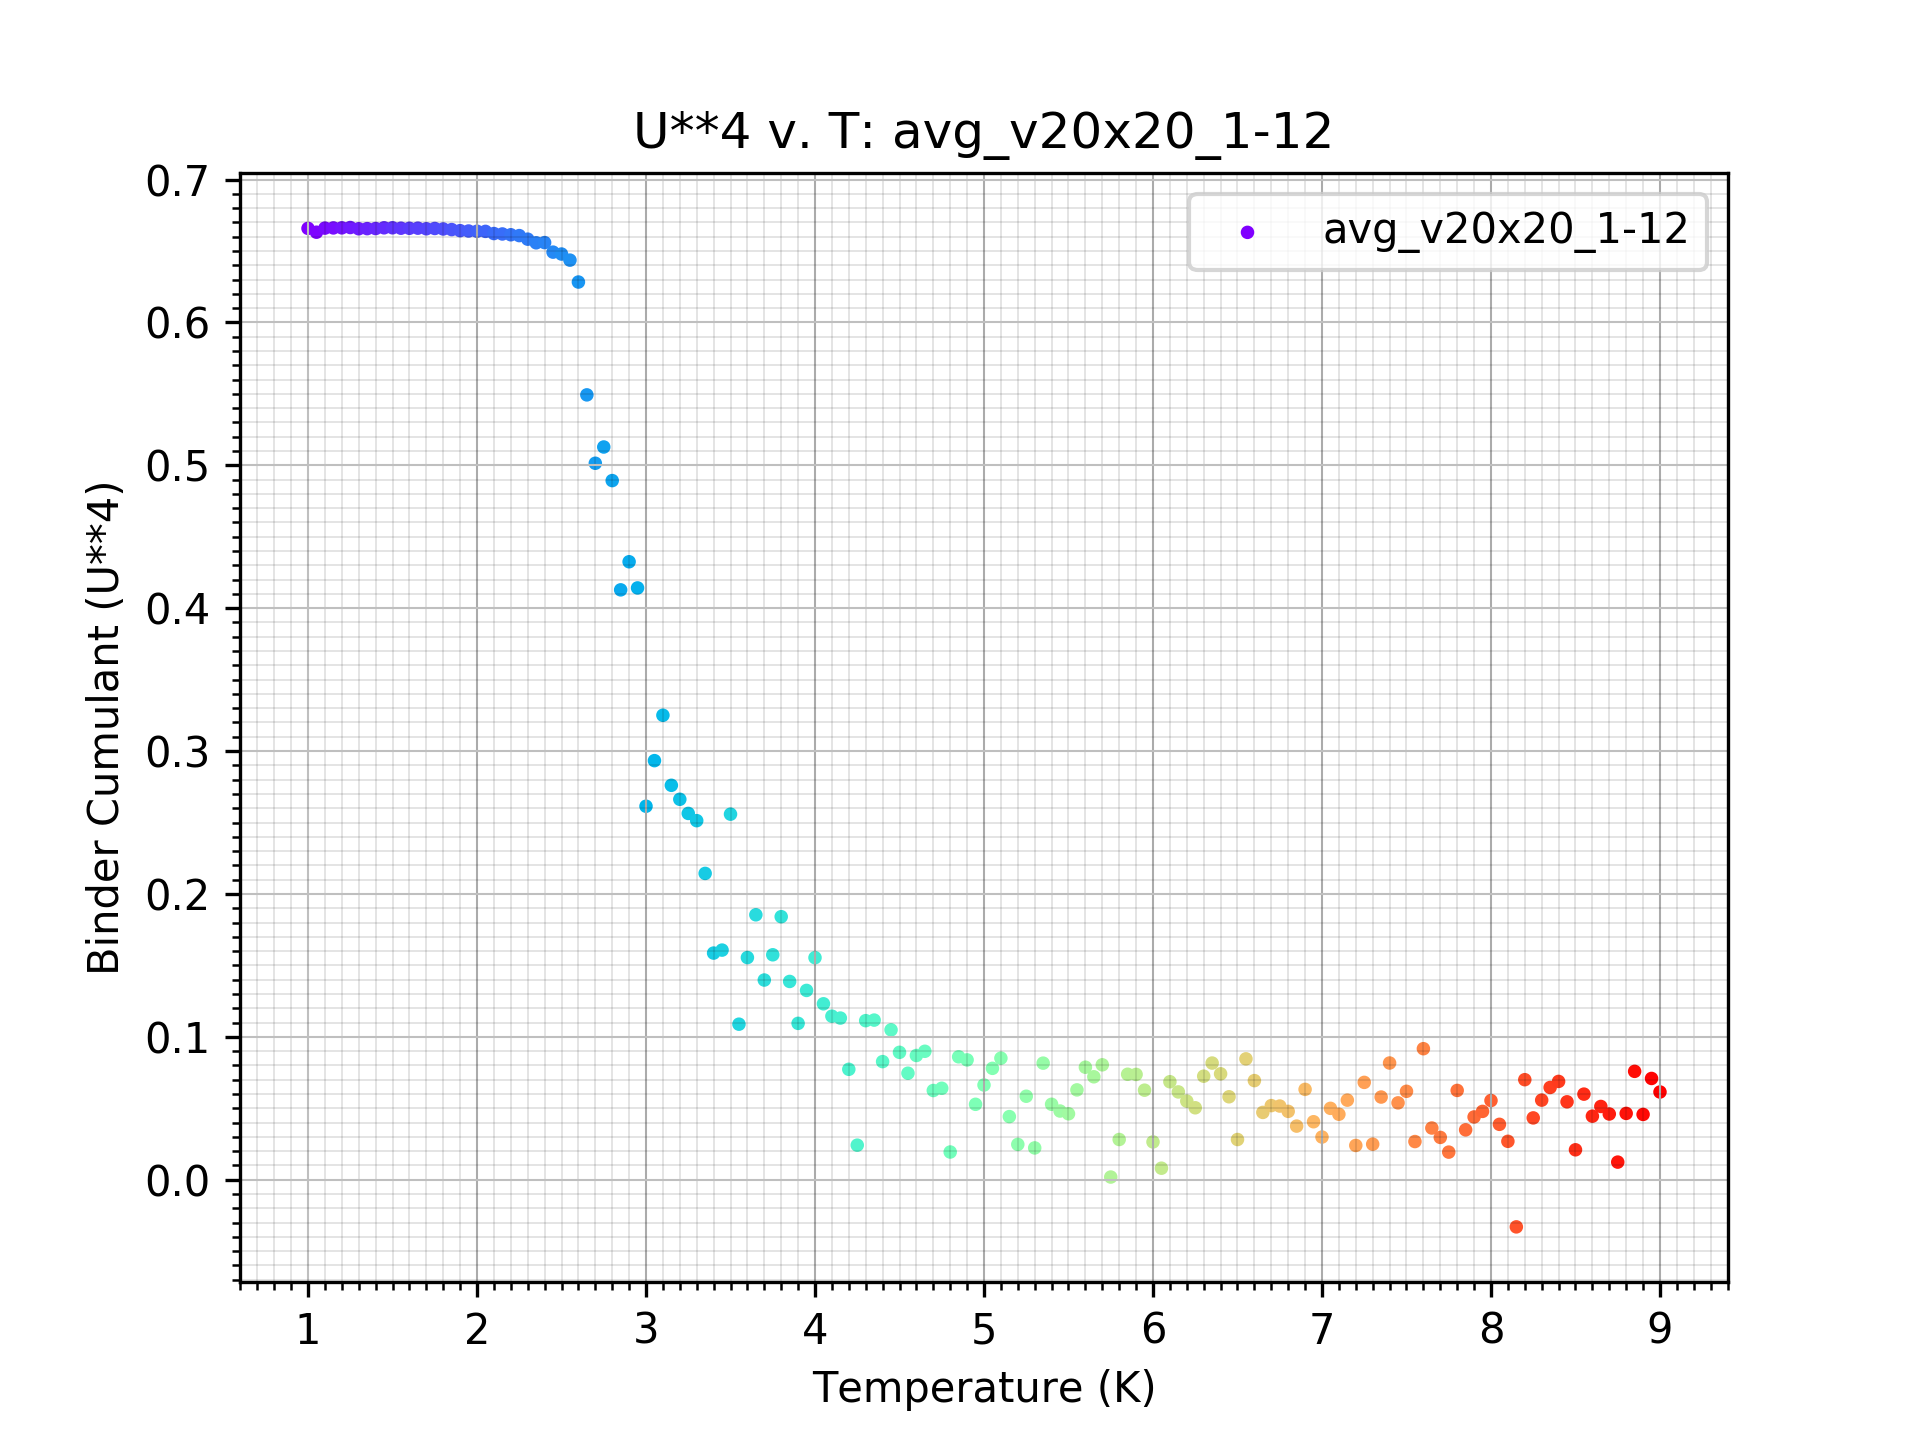 U**4 v. T: avg_v20x20_1-12
avg_v20x20_1-12
0.7
0.6
0.5
0.4
0.3
0.2
0.1
0.0
Binder Cumulant (U**4)
1 2 3 4 5 6 7 8 9
Temperature (K)